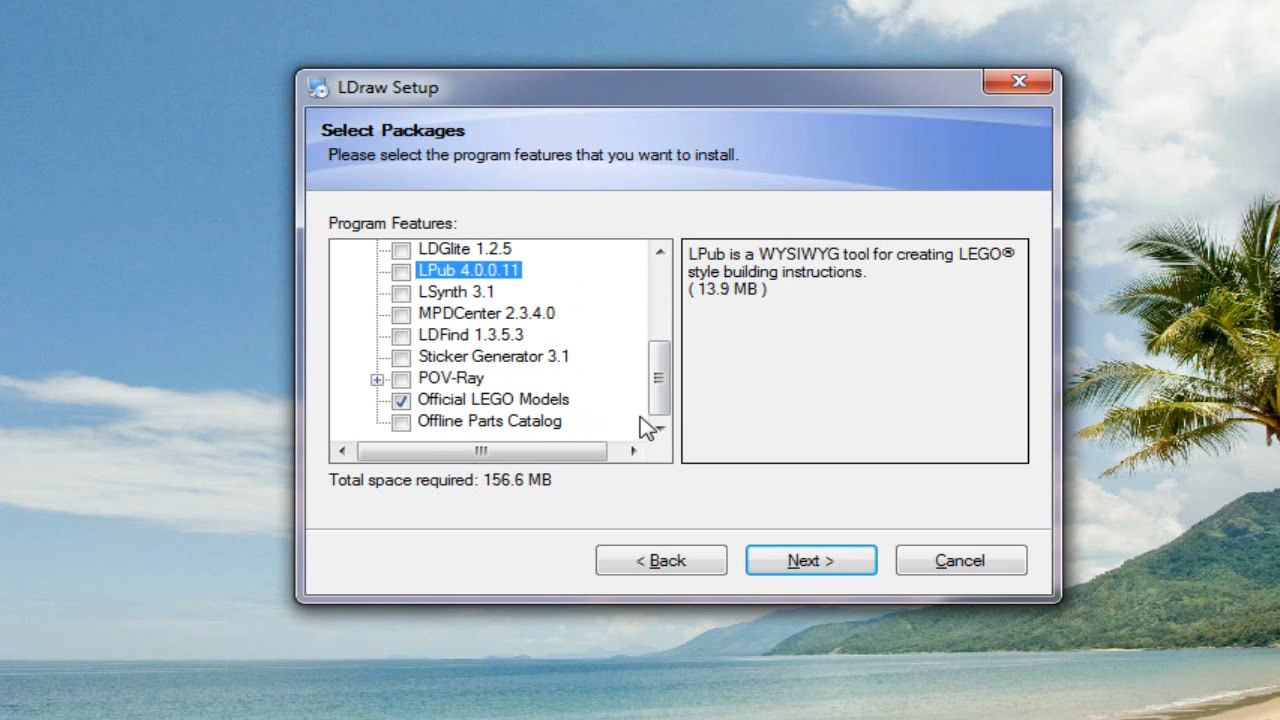 LDraw Setup
Select Packages
Please select the program features that you want to install.
Program Features:
LDGlite 1.2.5
LPub 4.0.0.11
LSynth 3.1
MPDCenter 2.3.4.0
LDFind 1.3.5.3
Sticker Generator 3.1
POV-Ray
Official LEGO Models
Offline Parts Catalog
LPub is a WYSIWYG tool for creating LEGO®
style building instructions.
( 13.9 MB )
Total space required: 156.6 MB
< Back
Next >
Cancel